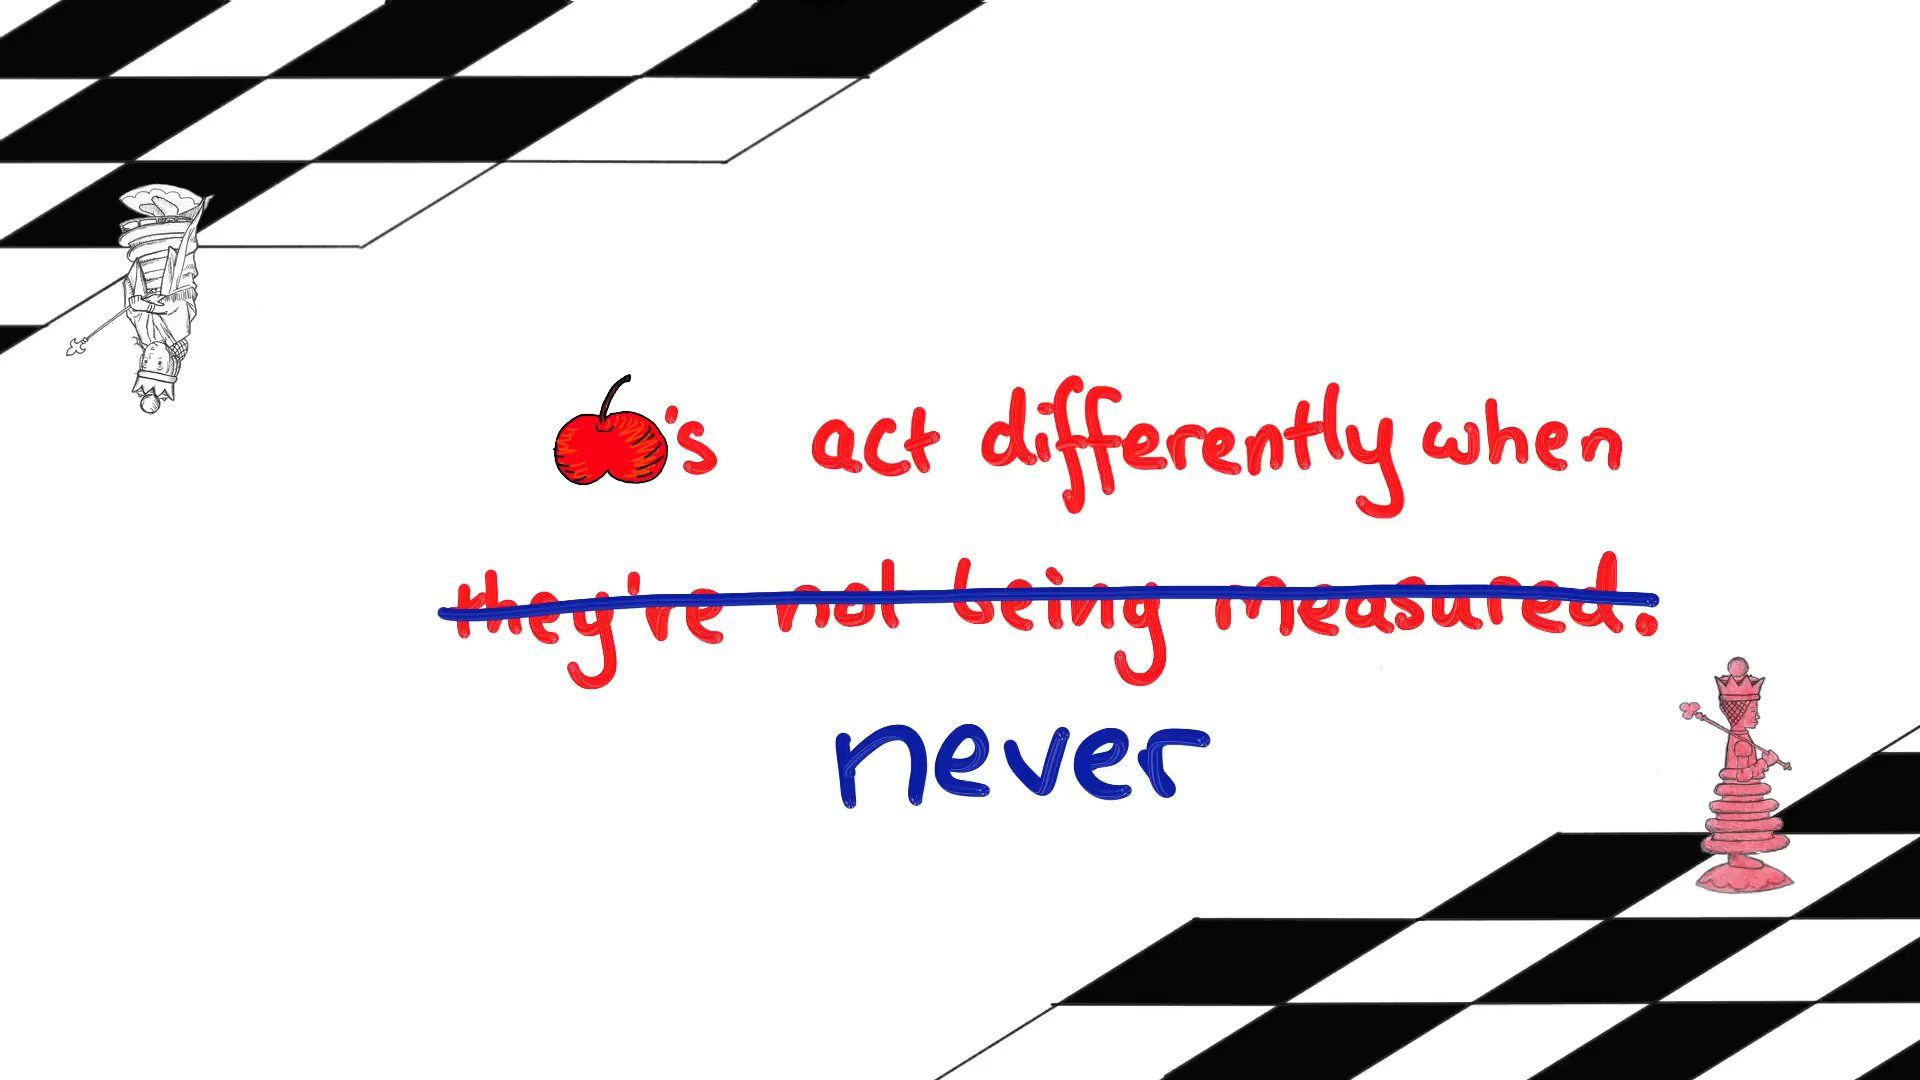 's act differently when
they're not being measured.
never